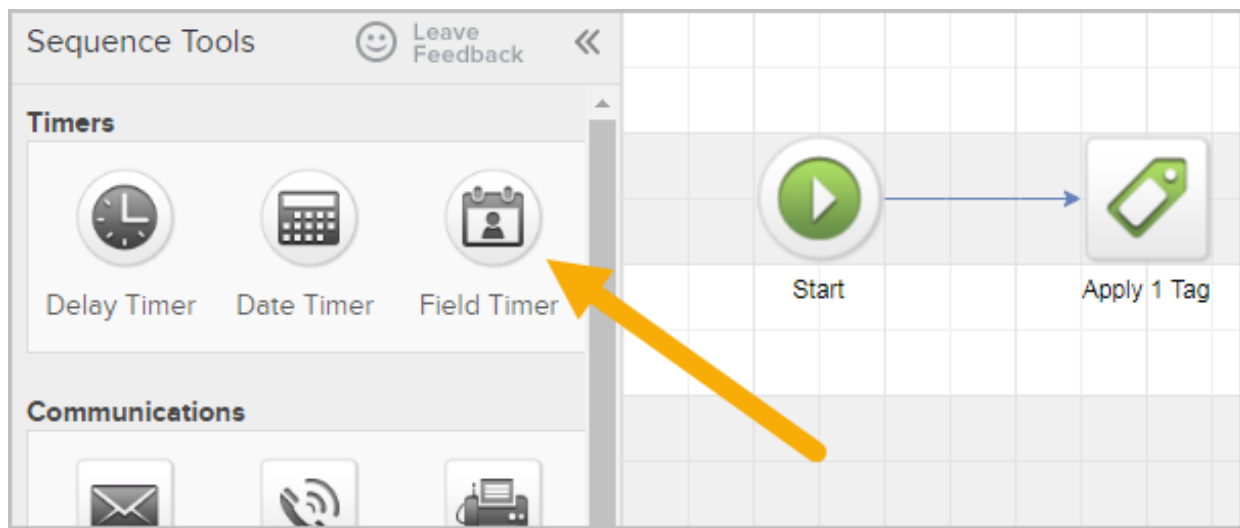 Sequence Tools
Leave
Feedback
Timers
Delay Timer
Date Timer
Field Timer
Communications
Start
Apply 1 Tag